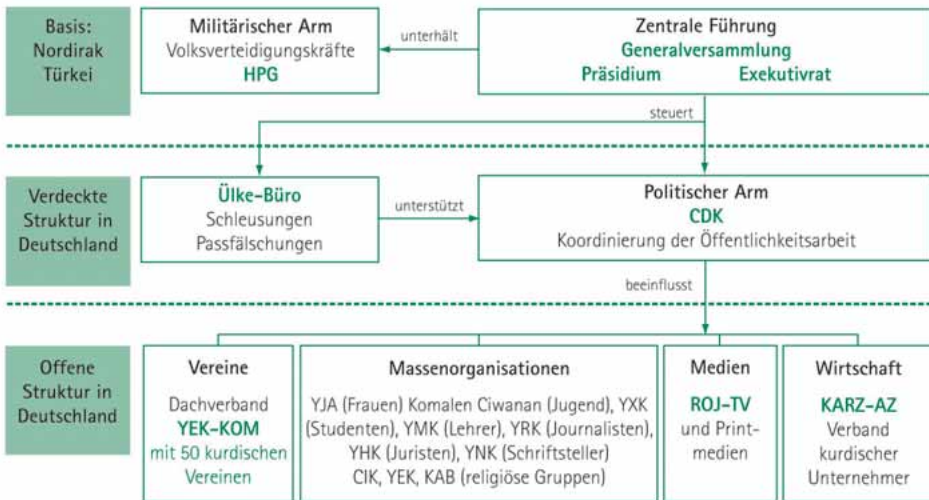 Basis:
Nordirak
Türkei
Militärischer Arm
Volksverteidigungskräfte
HPG
unterhält
Zentrale Führung
Generalversammlung
Präsidium Exekutivrat
steuert
Verdeckte
Struktur in
Deutschland
Ülke-Büro
Schleusungen
Passfälschungen
unterstützt
Politischer Arm
CDK
Koordinierung der Öffentlichkeitsarbeit
beeinflusst
Offene
Struktur in
Deutschland
Vereine
Dachverband
YEK-KOM
mit 50 kurdischen
Vereinen
Massenorganisationen
YJA (Frauen) Komalen Ciwanan (Jugend), YXK
(Studenten), YMK (Lehrer), YRK (Journalisten),
YHK (Juristen), YNK (Schriftsteller)
CIK, YEK, KAB (religiöse Gruppen)
Medien
ROJ-TV
und Print-
medien
Wirtschaft
KARZ-AZ
Verband
kurdischer
Unternehmer